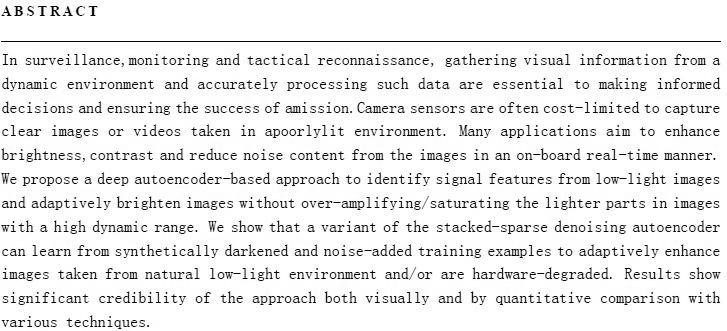 ABSTRACT
In surveillance, monitoring and tactical reconnaissance, gathering visual information from a
dynamic environment and accurately processing such data are essential to making informed
decisions and ensuring the success of amission. Camera sensors are often cost-limited to capture
clear images or videos taken in apoorlylit environment. Many applications aim to enhance
brightness, contrast and reduce noise content from the images in an on-board real-time manner.
We propose a deep autoencoder-based approach to identify signal features from low-light images
and adaptively brighten images without over-amplifying/saturating the lighter parts in images
with a high dynamic range. We show that a variant of the stacked-sparse denoising autoencoder
can learn from synthetically darkened and noise-added training examples to adaptively enhance
images taken from natural low-light environment and/or are hardware-degraded. Results show
significant credibility of the approach both visually and by quantitative comparison with
various techniques.